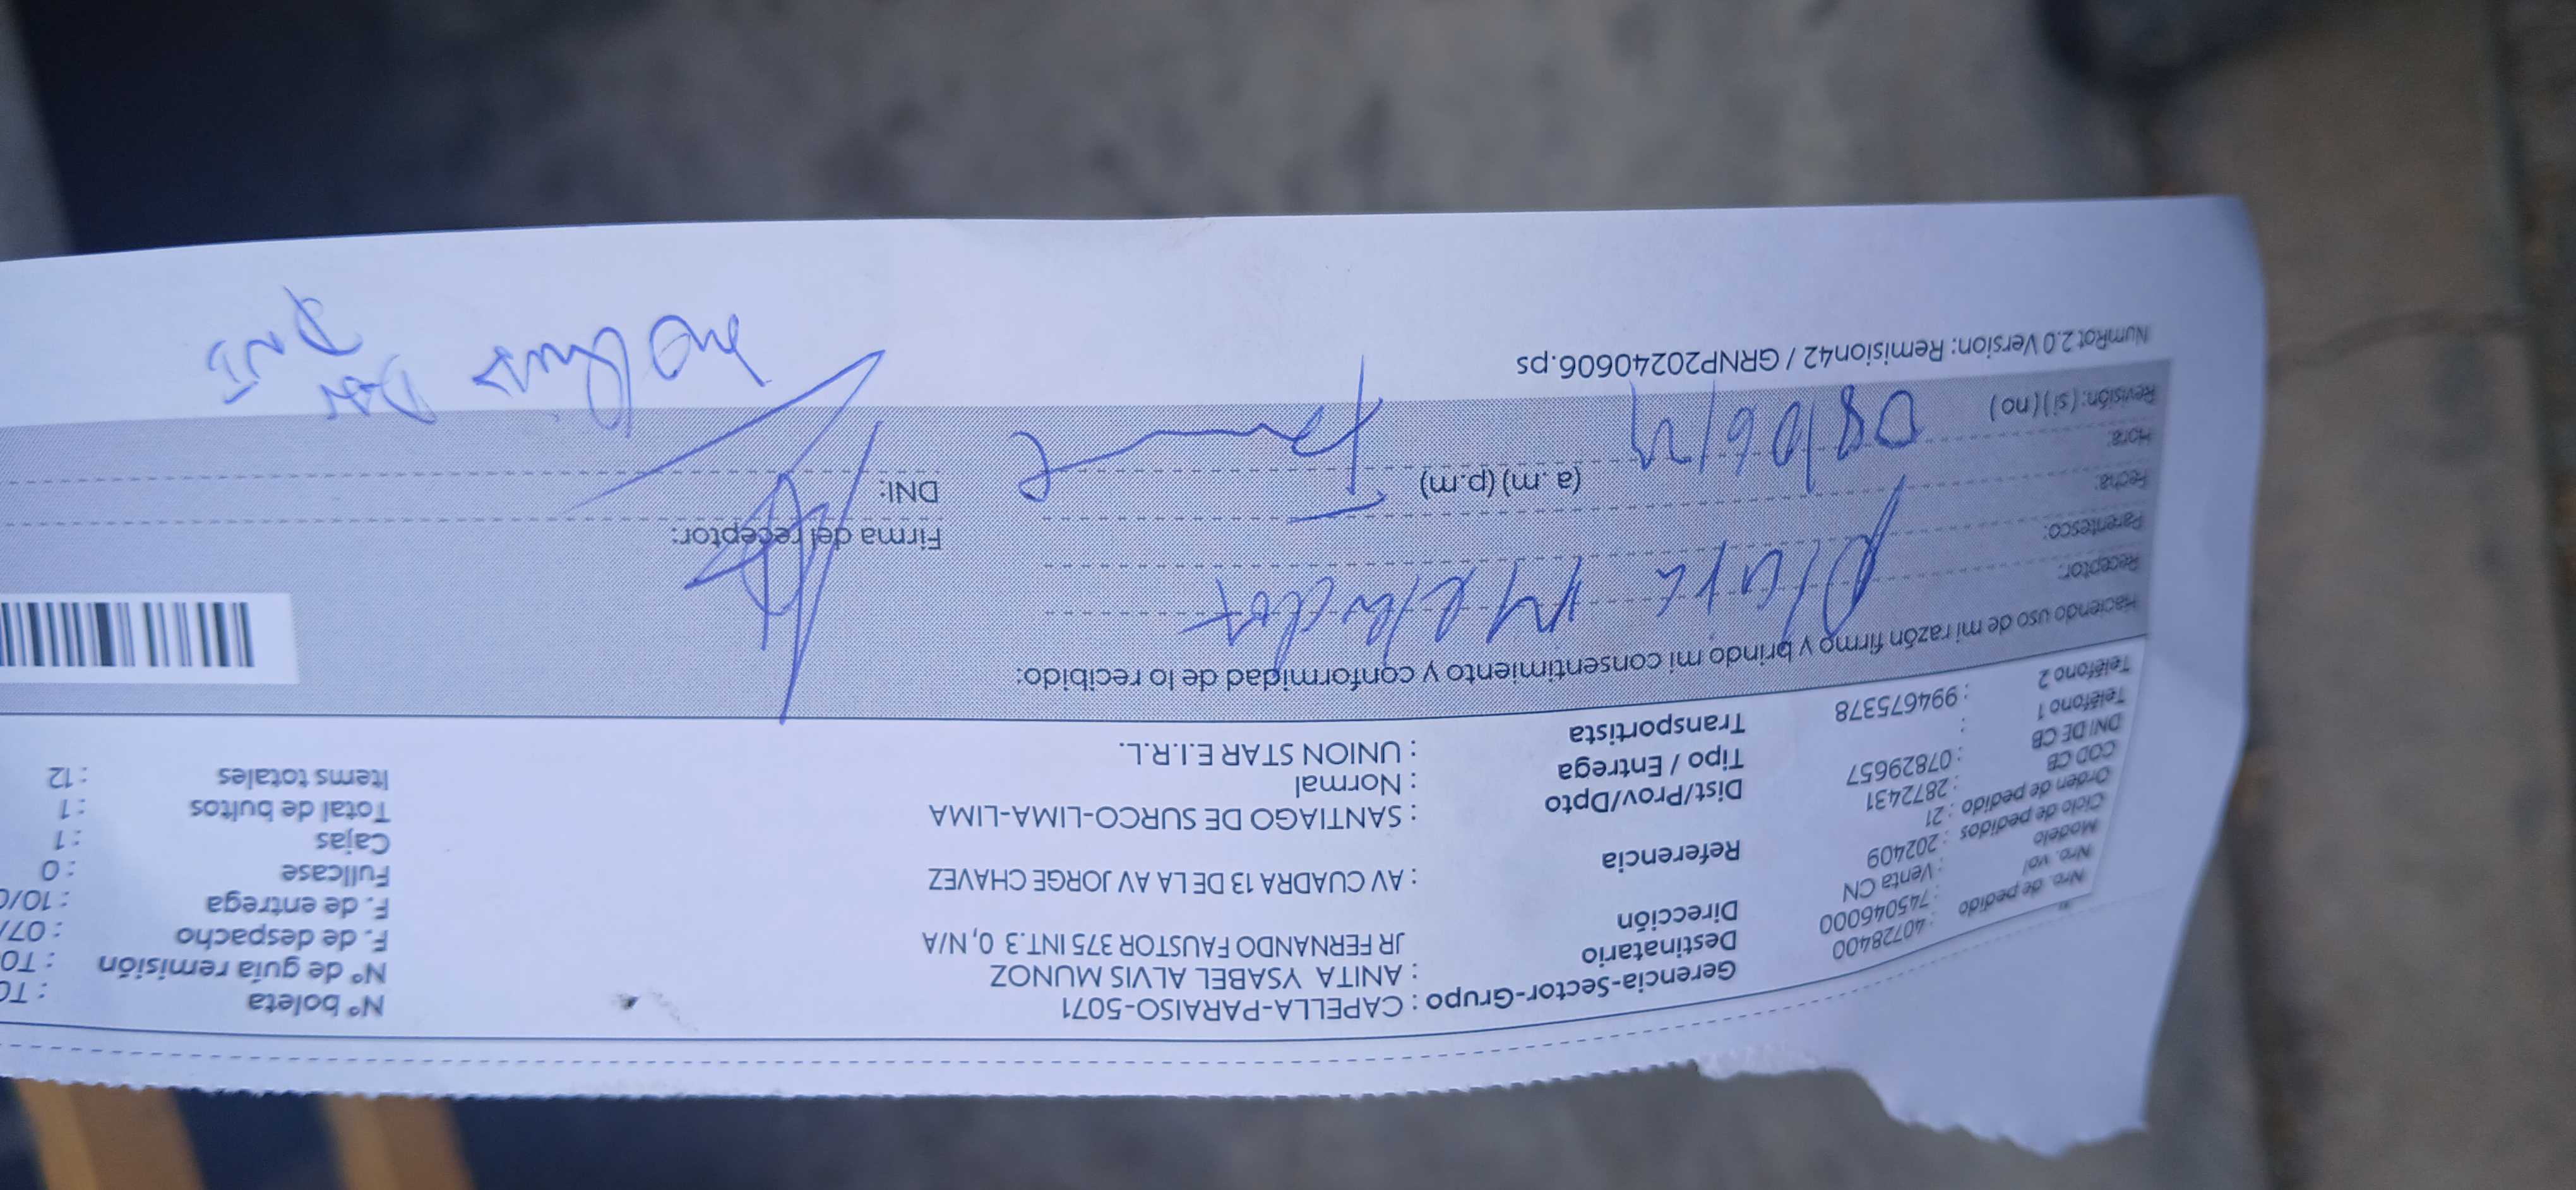 Nro. de pedido : 40728400
Nro. vol : 745046000
Modelo : Venta CN
Ciclo de pedidos : 202409
Orden de pedido : 21
COD CB : 2872431
DNI DE CB : 07829657
Teléfono 1 :
Teléfono 2 : 994675378
Gerencia-Sector-Grupo : CAPELLA-PARAISO-5071
Destinatario : ANITA YSABEL ALVIS MUNOZ
Dirección JR FERNANDO FAUSTOR 375 INT.3 0, N/A
Referencia : AV CUADRA 13 DE LA AV JORGE CHAVEZ
Dist/Prov/Dpto : SANTIAGO DE SURCO-LIMA-LIMA
Tipo / Entrega : Normal
Transportista : UNION STAR E.I.R.L.
N° boleta : T0
N° de guía remisión : T0
F. de despacho : 07/
F. de entrega : 10/0
Fullcase : 0
Cajas : 1
Total de bultos : 1
Items totales : 12
Haciendo uso de mi razón firmo y brindo mi consentimiento y conformidad de lo recibido:
Receptor:
Parentesco:
Fecha:
Hora: (a.m) (p.m)
Revisión: (si) (no)
08/06/24
Firma del receptor:
DNI:
NumRot 2.0 Version: Remision42 / GRNP20240606.ps
no quiso Dar
DNI